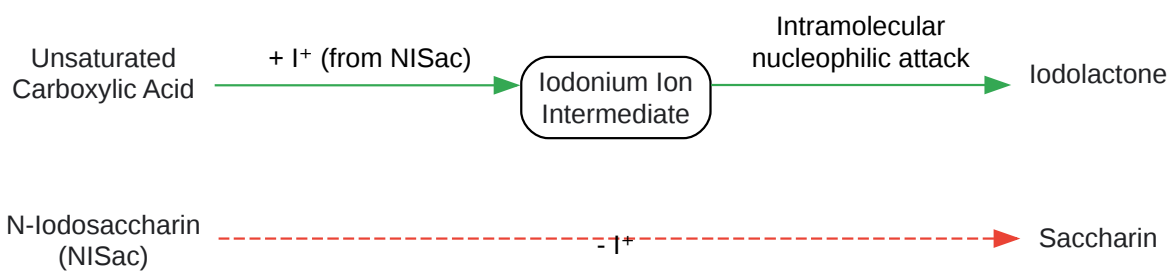 Unsaturated
Carboxylic Acid
+ I⁺ (from NISac)
Iodonium Ion
Intermediate
Intramolecular
nucleophilic attack
Iodolactone
N-Iodosaccharin
(NISac)
- I⁺
Saccharin